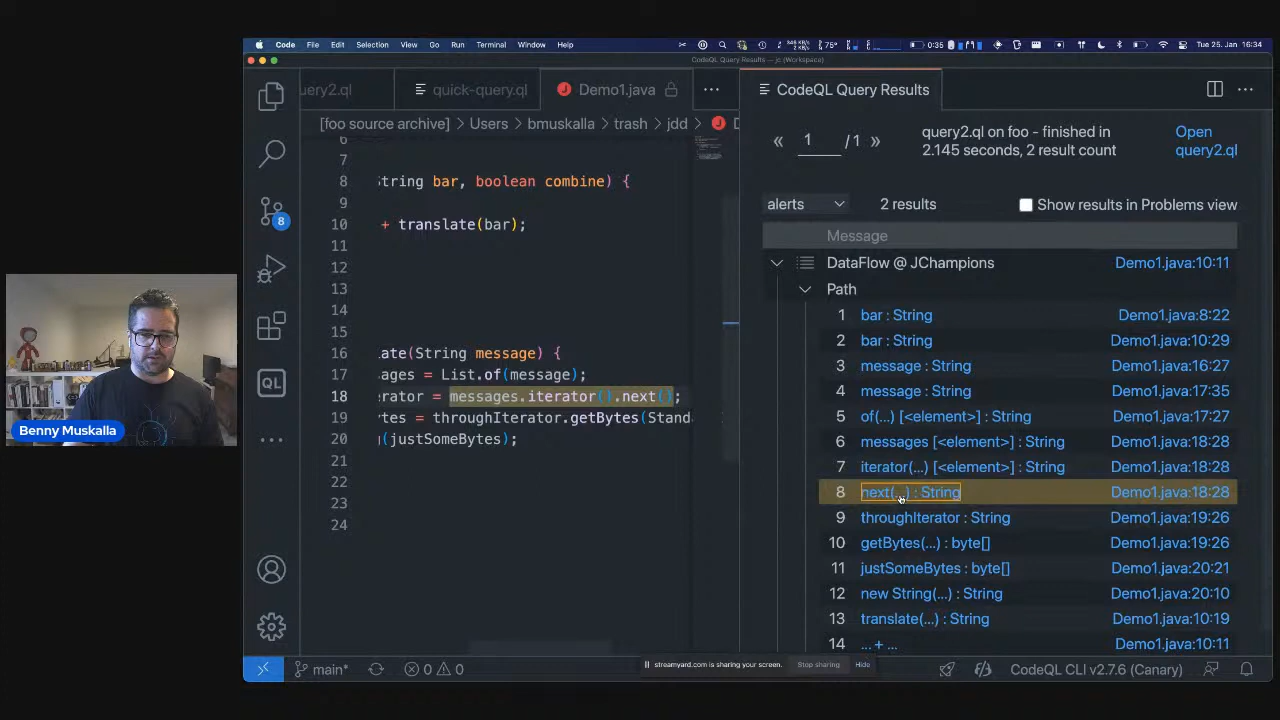 Code File Edit Selection View Go Run Terminal Window Help
75° 0:35 Tue 25. Jan 16:34
CodeQL Query Results — jc (Workspace)
uery2.ql
quick-query.ql
Demo1.java
...
CodeQL Query Results
...
[foo source archive] > Users > bmuskalla > trash > jdd >
6
7
8 String bar, boolean combine) {
9
10 + translate(bar);
11
12
13
14
15
16 ate(String message) {
17 ages = List.of(message);
18 erator = messages.iterator().next();
19 tes = throughIterator.getBytes(Stand
20 (justSomeBytes);
21
22
23
24
« 1 / 1 »
query2.ql on foo - finished in
2.145 seconds, 2 result count
Open
query2.ql
alerts
2 results
Show results in Problems view
Message
DataFlow @ JChampions Demo1.java:10:11
Path
1 bar : String Demo1.java:8:22
2 bar : String Demo1.java:10:29
3 message : String Demo1.java:16:27
4 message : String Demo1.java:17:35
5 of(...) [<element>] : String Demo1.java:17:27
6 messages [<element>] : String Demo1.java:18:28
7 iterator(...) [<element>] : String Demo1.java:18:28
8 next(...) : String Demo1.java:18:28
9 throughIterator : String Demo1.java:19:26
10 getBytes(...) : byte[] Demo1.java:19:26
11 justSomeBytes : byte[] Demo1.java:20:21
12 new String(...) : String Demo1.java:20:10
13 translate(...) : String Demo1.java:10:19
14 ... + ... Demo1.java:10:11
8
QL
Benny Muskalla
main*
0 0
streamyard.com is sharing your screen.
Stop sharing
Hide
CodeQL CLI v2.7.6 (Canary)